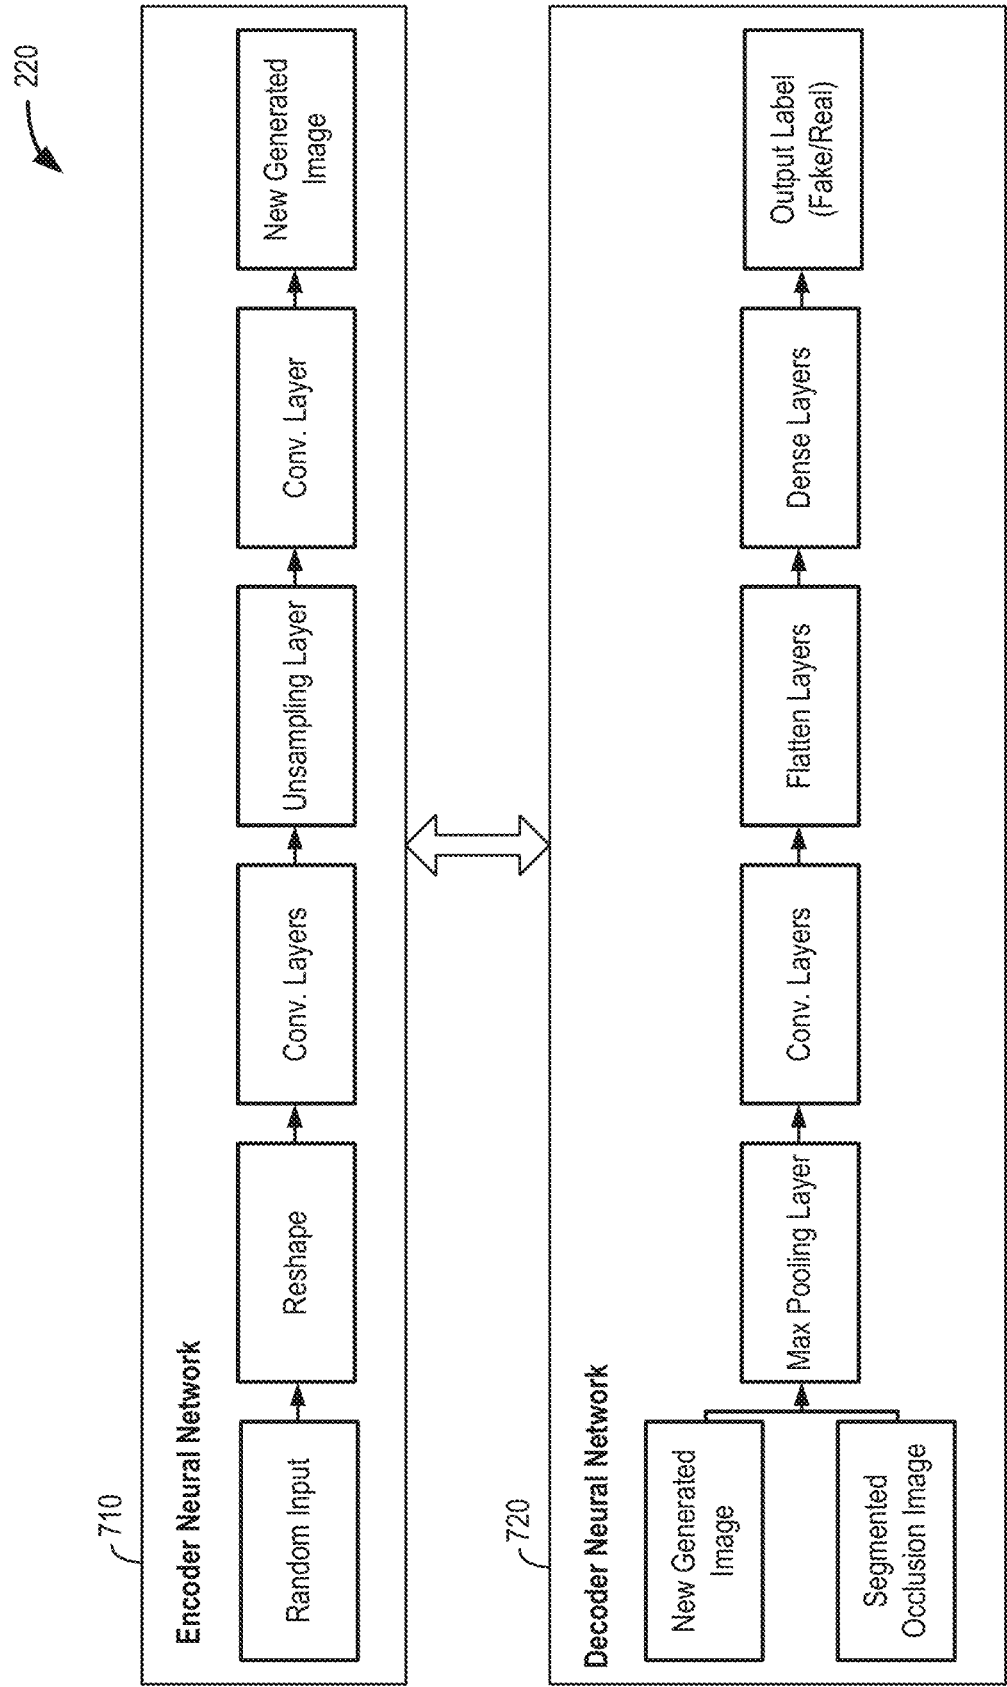 220
710
Encoder Neural Network
Random Input
Reshape
Conv. Layers
Unsampling Layer
Conv. Layer
New Generated
Image
720
Decoder Neural Network
New Generated
Image
Segmented
Occlusion Image
Max Pooling Layer
Conv. Layers
Flatten Layers
Dense Layers
Output Label
(Fake/Real)